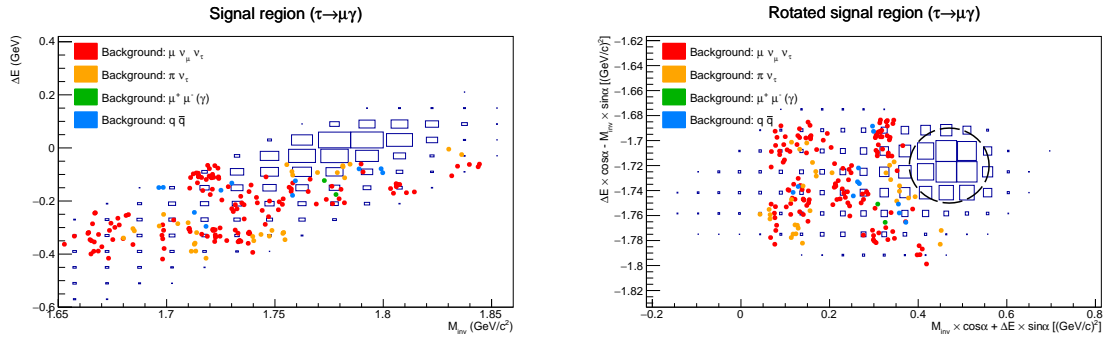 Signal region (τ→μγ)
ΔE (GeV)
0.4
0.2
0
−0.2
−0.4
−0.6
Background: μ ν_μ ν_τ
Background: π ν_τ
Background: μ⁺ μ⁻(γ)
Background: q q̄
1.65
1.7
1.75
1.8
1.85
M_inv (GeV/c²)
Rotated signal region (τ→μγ)
ΔE × cosα - M_inv × sinα [(GeV/c)²]
−1.62
−1.64
−1.66
−1.68
−1.7
−1.72
−1.74
−1.76
−1.78
−1.8
−1.82
Background: μ ν_μ ν_τ
Background: π ν_τ
Background: μ⁺ μ⁻(γ)
Background: q q̄
−0.2
0
0.2
0.4
0.6
0.8
M_inv × cosα + ΔE × sinα [(GeV/c)²]